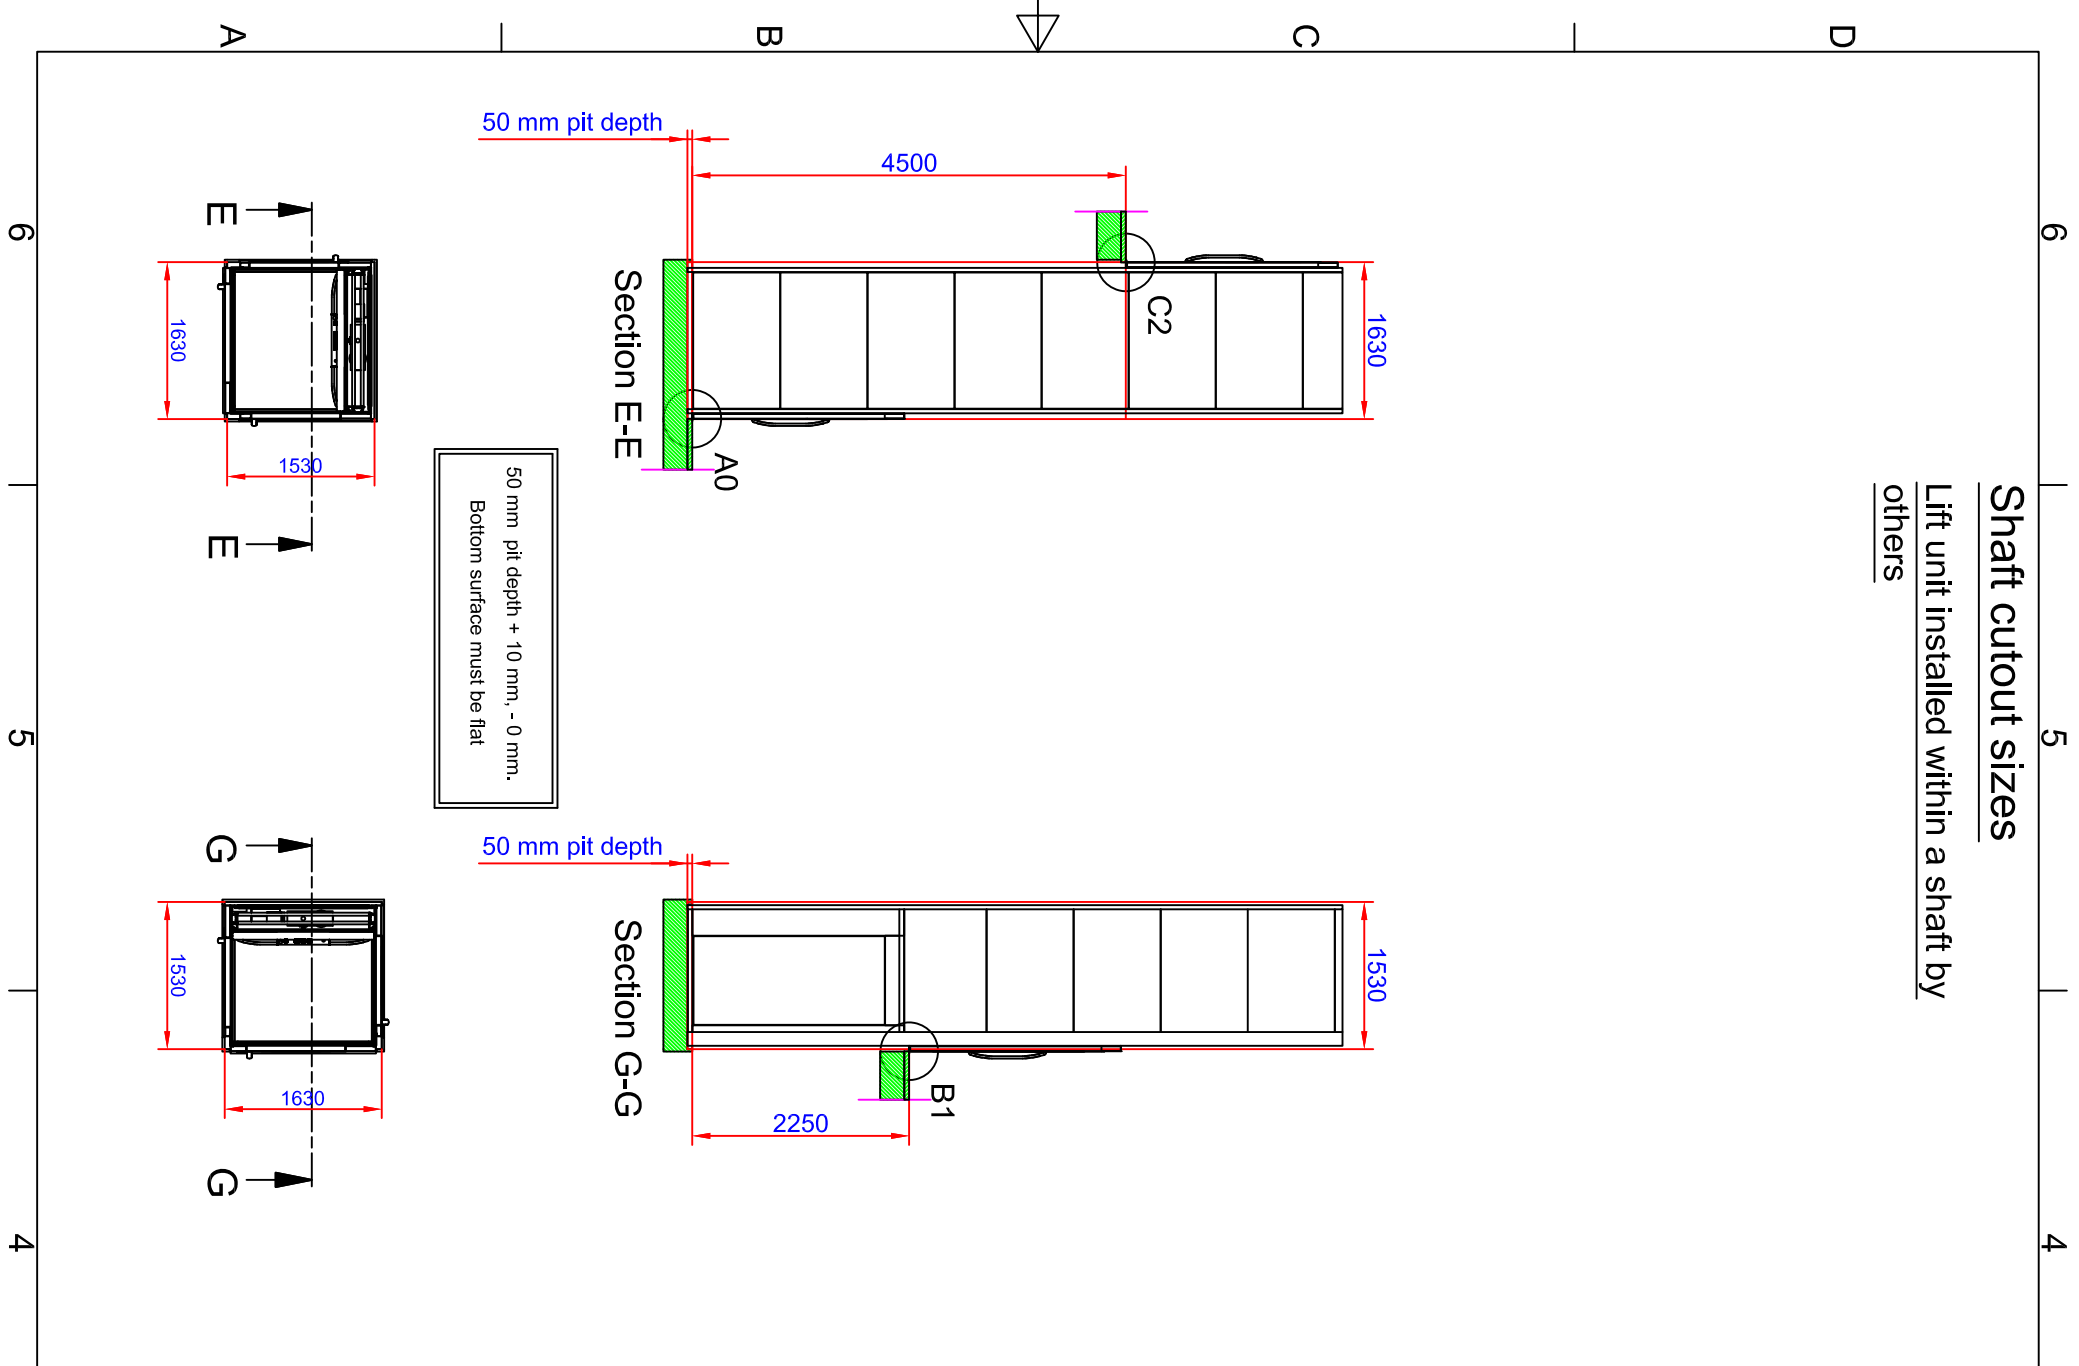 Shaft cutout sizes
Lift unit installed within a shaft by
others
6
5
4
D
C
B
A
1630
C2
4500
50 mm pit depth
A0
Section E-E
1530
B1
2250
50 mm pit depth
Section G-G
50 mm pit depth + 10 mm, - 0 mm.
Bottom surface must be flat
E
E
1530
1630
G
G
1630
1530
6
5
4